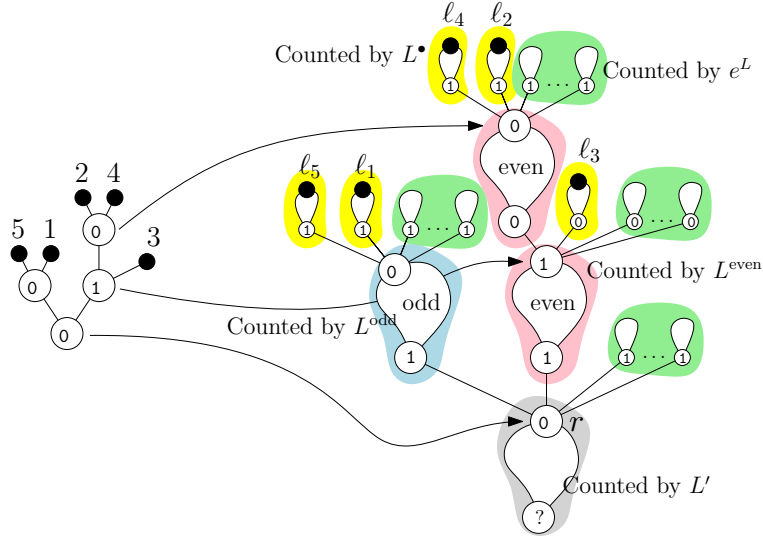 ℓ₄ ℓ₂
Counted by L• 1 1 1 ... 1 Counted by e^L
0
2 4 ℓ₅ ℓ₁ even ℓ₃
5 1 0 3 1 1 1 ... 1 0 0 0 ... 0
0 1 0 1 Counted by L^even
odd even
0 Counted by L^odd
1 1 1 ... 1
0 r
Counted by L′
?